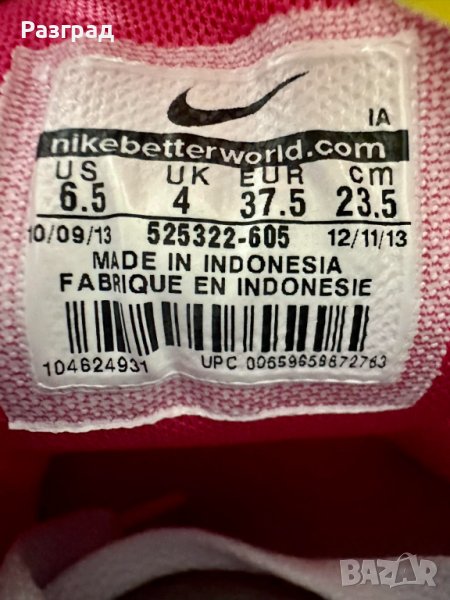 Разград
IA
nikebetterworld.com
US UK EUR cm
6.5 4 37.5 23.5
10/09/13 525322-605 12/11/13
MADE IN INDONESIA
FABRIQUE EN INDONESIE
104624931 UPC 00659658672763
BAZAR